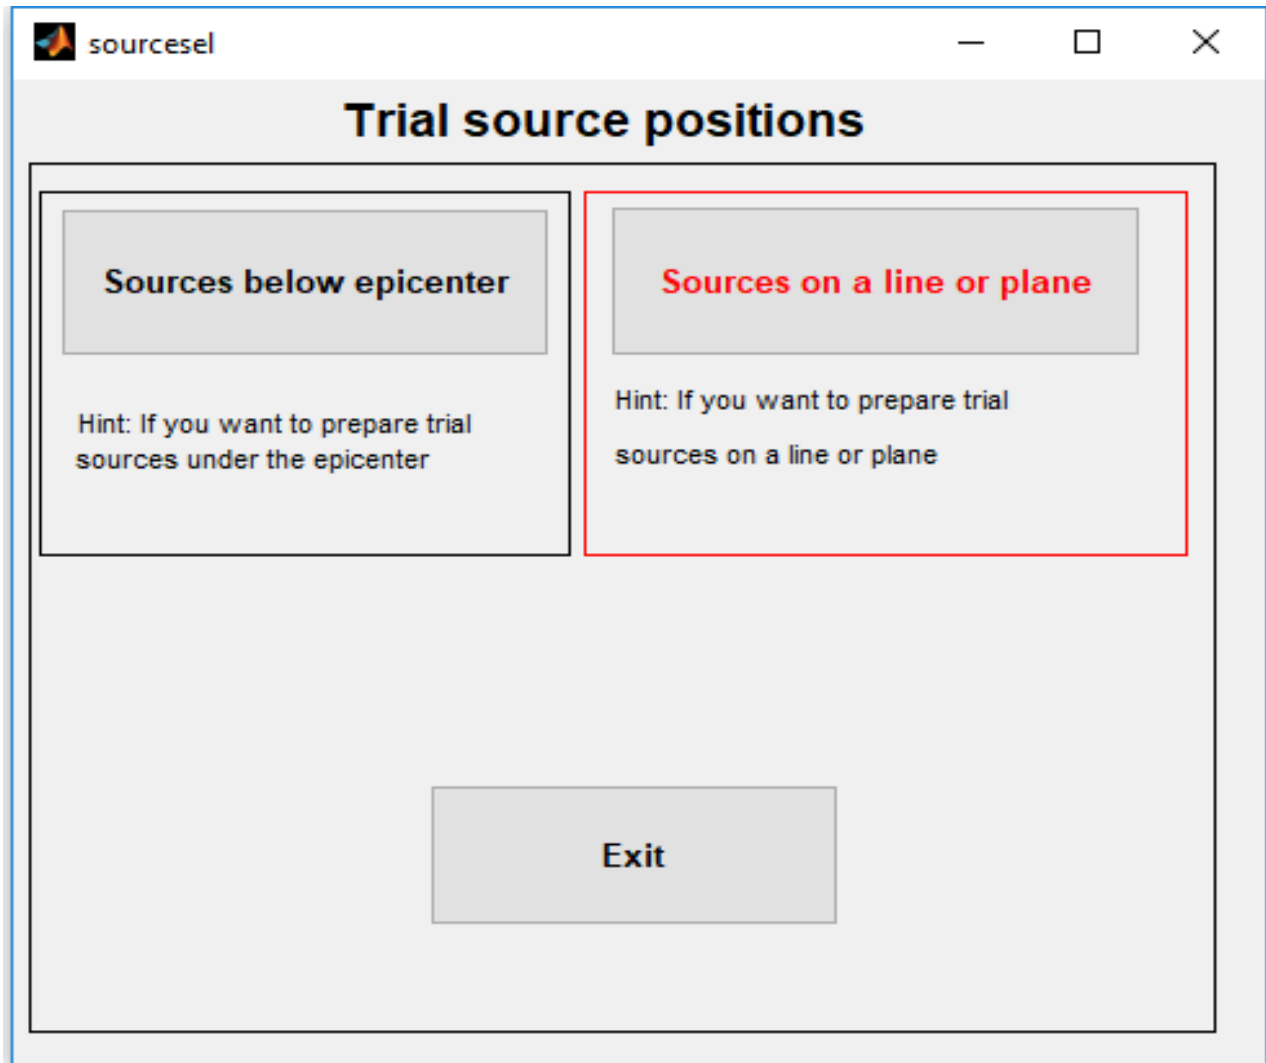 sourcesel
Trial source positions
Sources below epicenter
Hint: If you want to prepare trial
sources under the epicenter
Sources on a line or plane
Hint: If you want to prepare trial
sources on a line or plane
Exit